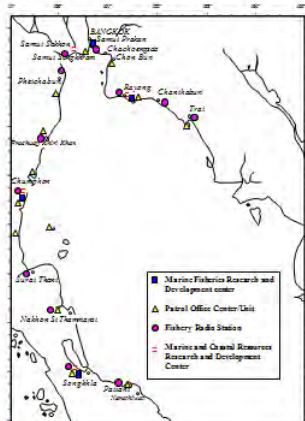 BANGKOK
Samut Prakan
Samut Sakhon
Chachoengsao
Samut Songkram
Chon Buri
Phetchaburi
Rayong
Chanthaburi
Trat
Prachuap Khiri Khan
Chumphon
Surat Thani
Nakhon Si Thammarat
Songkhla
Pattani
Narathiwat
Marine Fisheries Research and
Development center
Patrol Office Center/Unit
Fishery Radio Station
Marine and Coastal Resources
Research and Development
Center